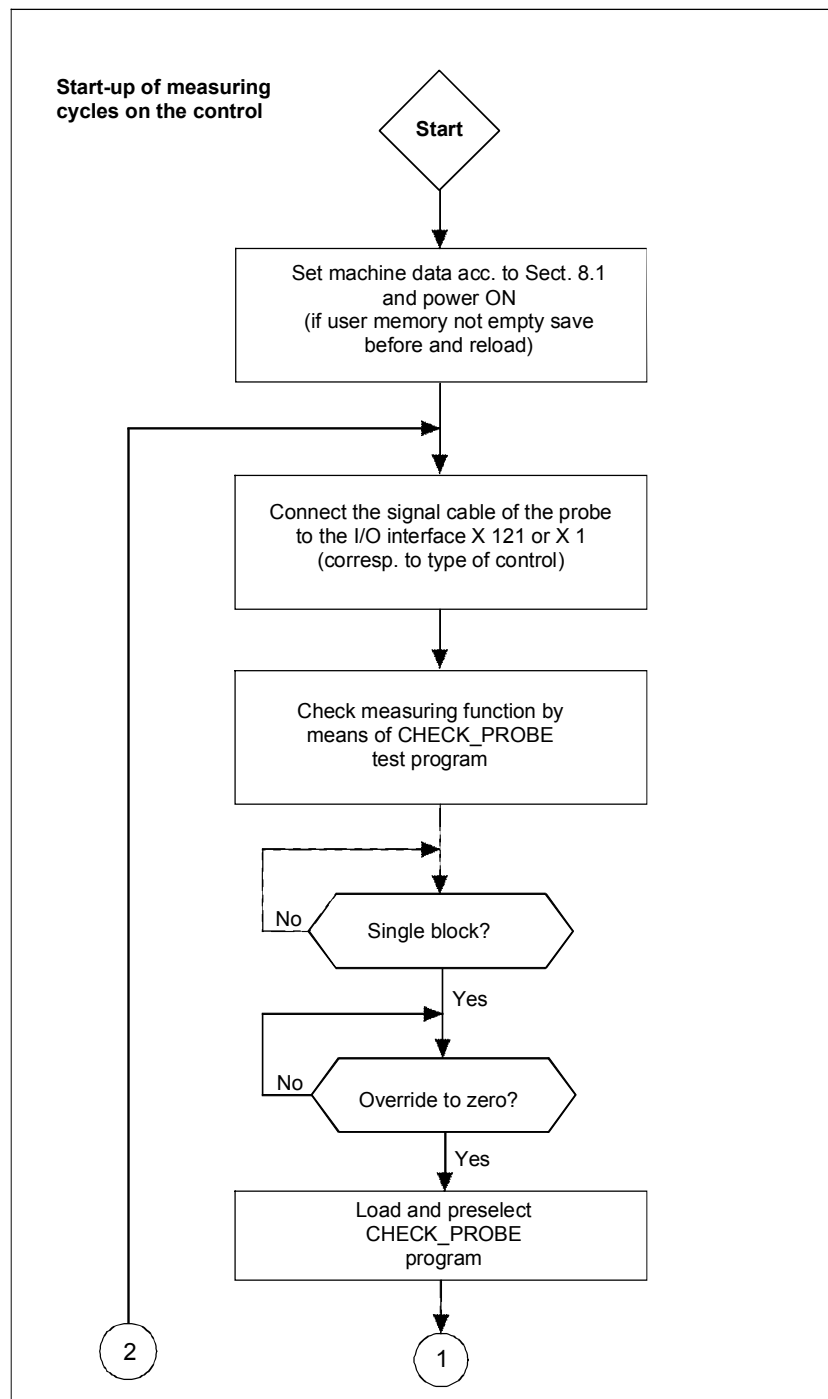 Start-up of measuring
cycles on the control
Start
Set machine data acc. to Sect. 8.1
and power ON
(if user memory not empty save
before and reload)
Connect the signal cable of the probe
to the I/O interface X 121 or X 1
(corresp. to type of control)
Check measuring function by
means of CHECK_PROBE
test program
No
Single block?
Yes
No
Override to zero?
Yes
Load and preselect
CHECK_PROBE
program
2
1